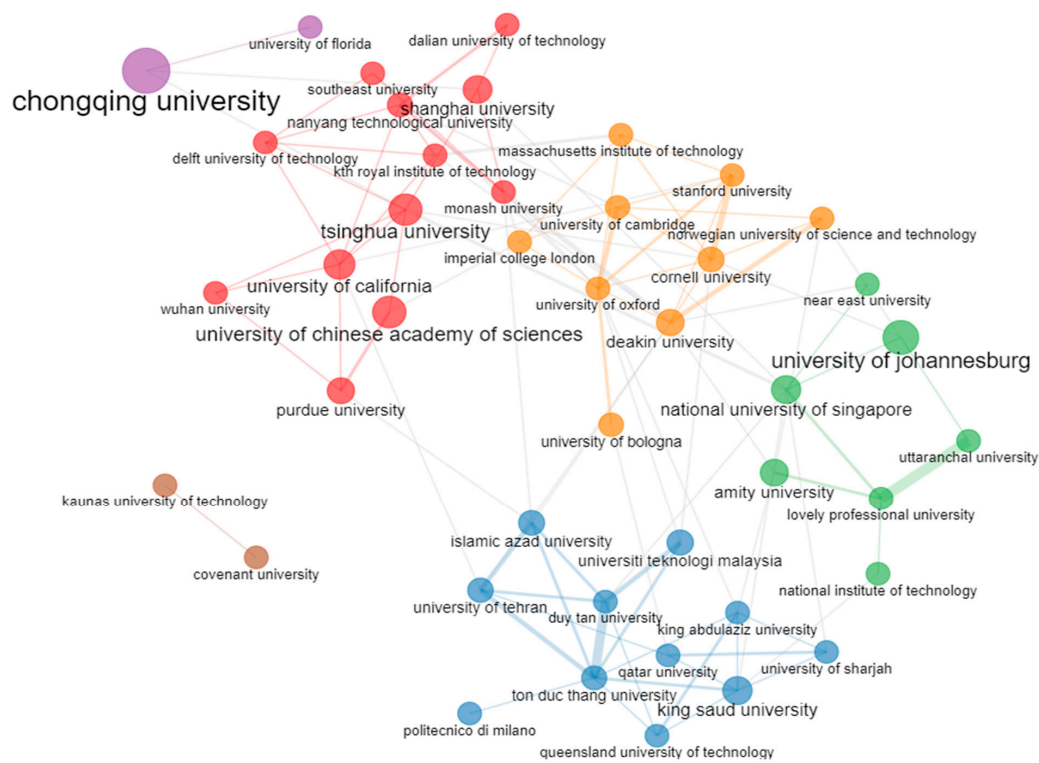 university of florida
dalian university of technology
southeast university
chongqing university
shanghai university
nanyang technological university
massachusetts institute of technology
delft university of technology
kth royal institute of technology
stanford university
monash university
university of cambridge
tsinghua university
norwegian university of science and technology
imperial college london
cornell university
university of california
near east university
university of oxford
wuhan university
university of chinese academy of sciences
deakin university
university of johannesburg
purdue university
national university of singapore
university of bologna
uttaranchal university
amity university
kaunas university of technology
lovely professional university
islamic azad university
universiti teknologi malaysia
covenant university
national institute of technology
university of tehran
duy tan university
king abdulaziz university
qatar university
university of sharjah
ton duc thang university
king saud university
politecnico di milano
queensland university of technology